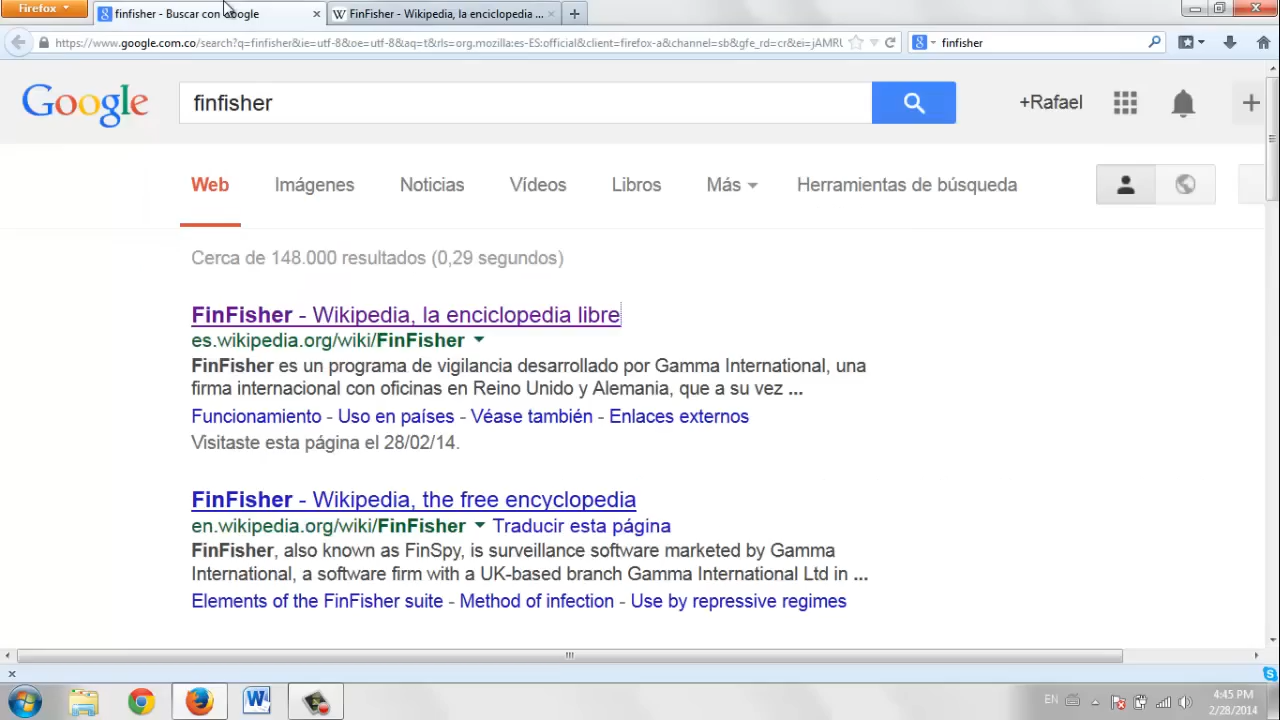 Firefox
finfisher - Buscar con Google
FinFisher - Wikipedia, la enciclopedia ...
https://www.google.com.co/search?q=finfisher&ie=utf-8&oe=utf-8&aq=t&rls=org.mozilla:es-ES:official&client=firefox-a&channel=sb&gfe_rd=cr&ei=jAMRU
finfisher
Google
finfisher
+Rafael
Web
Imágenes
Noticias
Vídeos
Libros
Más
Herramientas de búsqueda
Cerca de 148.000 resultados (0,29 segundos)
FinFisher - Wikipedia, la enciclopedia libre
es.wikipedia.org/wiki/FinFisher
FinFisher es un programa de vigilancia desarrollado por Gamma International, una
firma internacional con oficinas en Reino Unido y Alemania, que a su vez ...
Funcionamiento - Uso en países - Véase también - Enlaces externos
Visitaste esta página el 28/02/14.
FinFisher - Wikipedia, the free encyclopedia
en.wikipedia.org/wiki/FinFisher Traducir esta página
FinFisher, also known as FinSpy, is surveillance software marketed by Gamma
International, a software firm with a UK-based branch Gamma International Ltd in ...
Elements of the FinFisher suite - Method of infection - Use by repressive regimes
EN
4:45 PM
2/28/2014